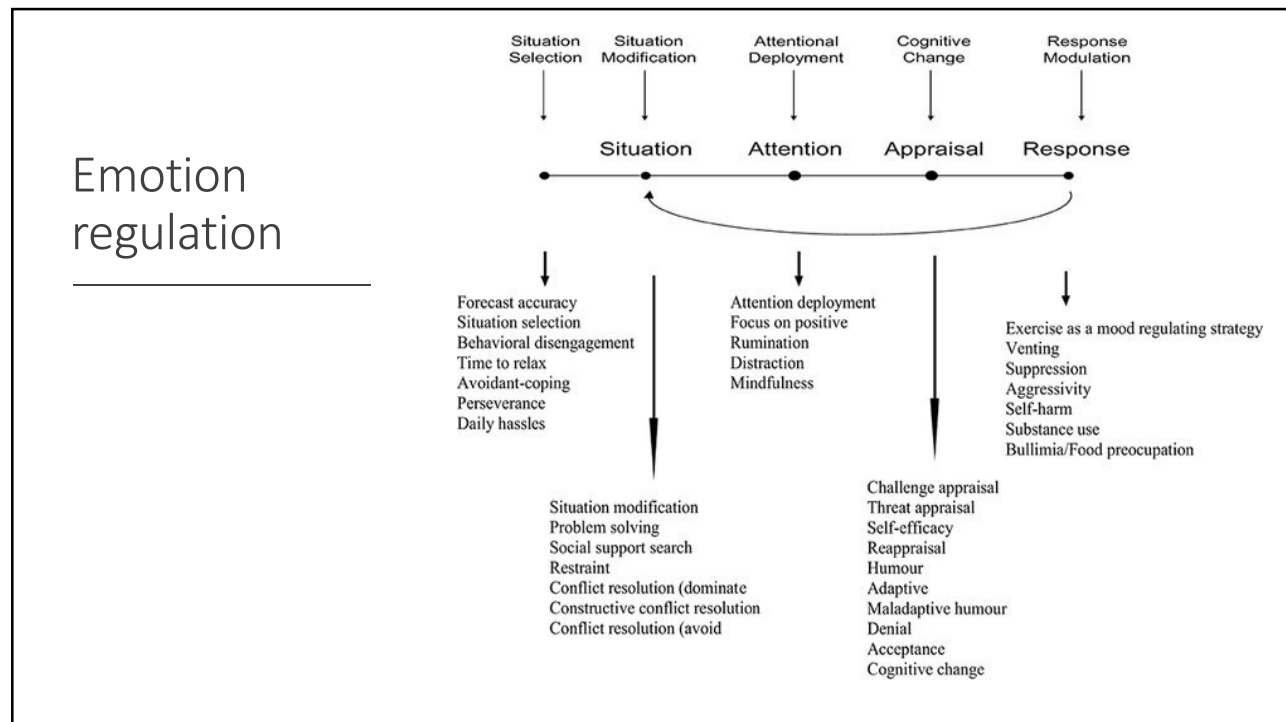 Emotion
regulation
Situation
Selection
Situation
Modification
Attentional
Deployment
Cognitive
Change
Response
Modulation
Situation
Attention
Appraisal
Response
Forecast accuracy
Situation selection
Behavioral disengagement
Time to relax
Avoidant-coping
Perseverance
Daily hassles
Situation modification
Problem solving
Social support search
Restraint
Conflict resolution (dominate
Constructive conflict resolution
Conflict resolution (avoid
Attention deployment
Focus on positive
Rumination
Distraction
Mindfulness
Challenge appraisal
Threat appraisal
Self-efficacy
Reappraisal
Humour
Adaptive
Maladaptive humour
Denial
Acceptance
Cognitive change
Exercise as a mood regulating strategy
Venting
Suppression
Aggressivity
Self-harm
Substance use
Bullimia/Food preocupation